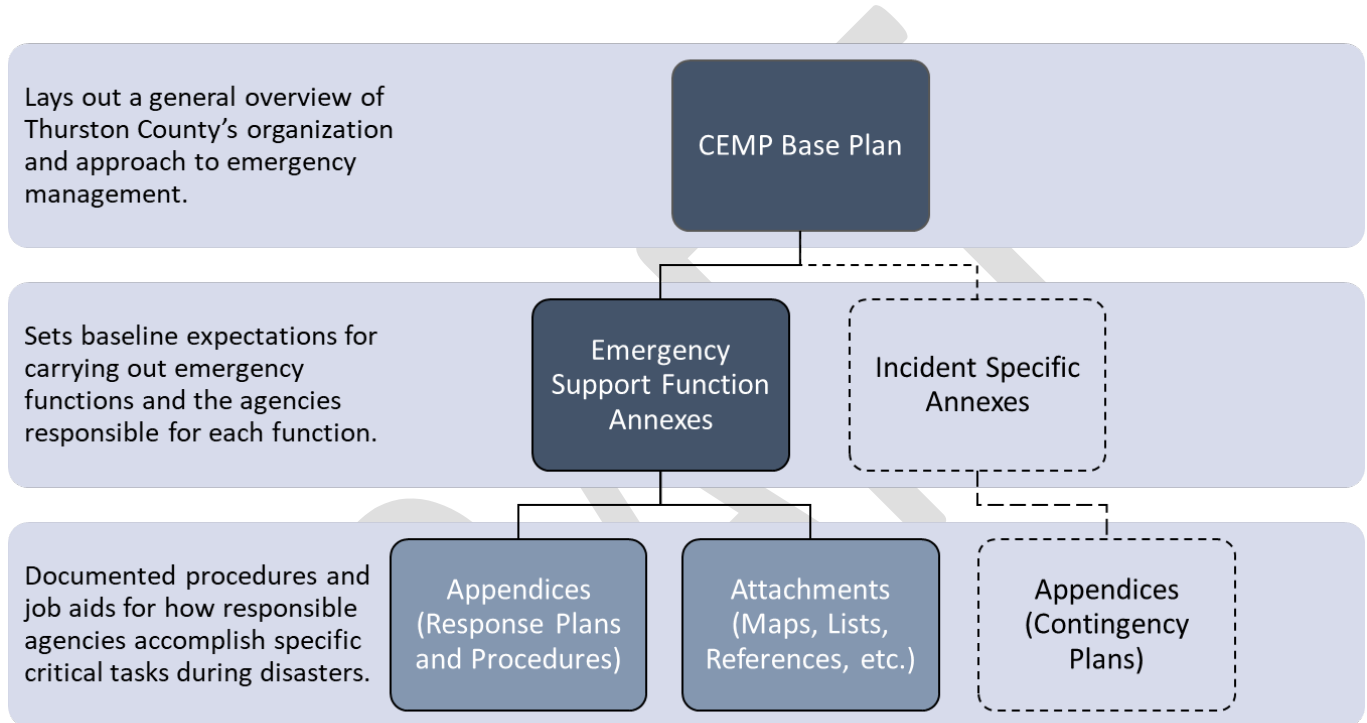 Lays out a general overview of
Thurston County’s organization
and approach to emergency
management.
CEMP Base Plan
Sets baseline expectations for
carrying out emergency
functions and the agencies
responsible for each function.
Emergency
Support Function
Annexes
Incident Specific
Annexes
Documented procedures and
job aids for how responsible
agencies accomplish specific
critical tasks during disasters.
Appendices
(Response Plans
and Procedures)
Attachments
(Maps, Lists,
References, etc.)
Appendices
(Contingency
Plans)